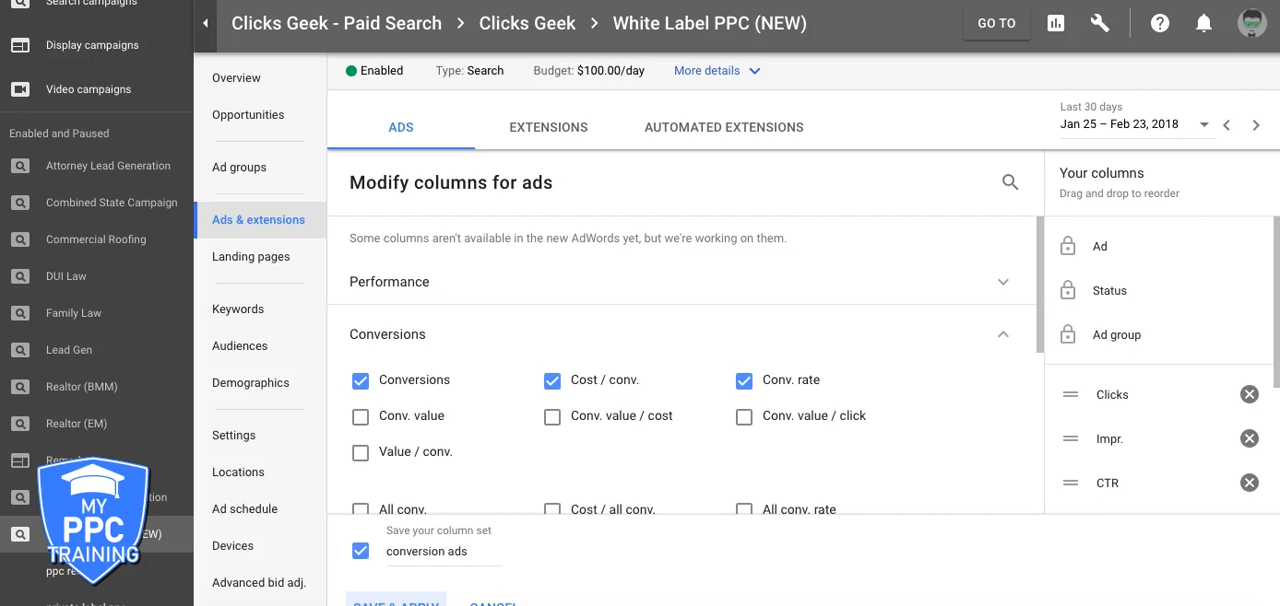 Search campaigns
Display campaigns
Video campaigns
Enabled and Paused
Attorney Lead Generation
Combined State Campaign
Commercial Roofing
DUI Law
Family Law
Lead Gen
Realtor (BMM)
Realtor (EM)
MY
PPC
TRAINING
Clicks Geek - Paid Search > Clicks Geek > White Label PPC (NEW)
GO TO
Overview
Opportunities
Ad groups
Ads & extensions
Landing pages
Keywords
Audiences
Demographics
Settings
Locations
Ad schedule
Devices
Advanced bid adj.
Enabled Type: Search Budget: $100.00/day More details
ADS EXTENSIONS AUTOMATED EXTENSIONS
Last 30 days
Jan 25 – Feb 23, 2018
Modify columns for ads
Some columns aren't available in the new AdWords yet, but we're working on them.
Performance
Conversions
Conversions Cost / conv. Conv. rate
Conv. value Conv. value / cost Conv. value / click
Value / conv.
All conv. Cost / all conv. All conv. rate
Save your column set
conversion ads
SAVE & APPLY CANCEL
Your columns
Drag and drop to reorder
Ad
Status
Ad group
Clicks
Impr.
CTR